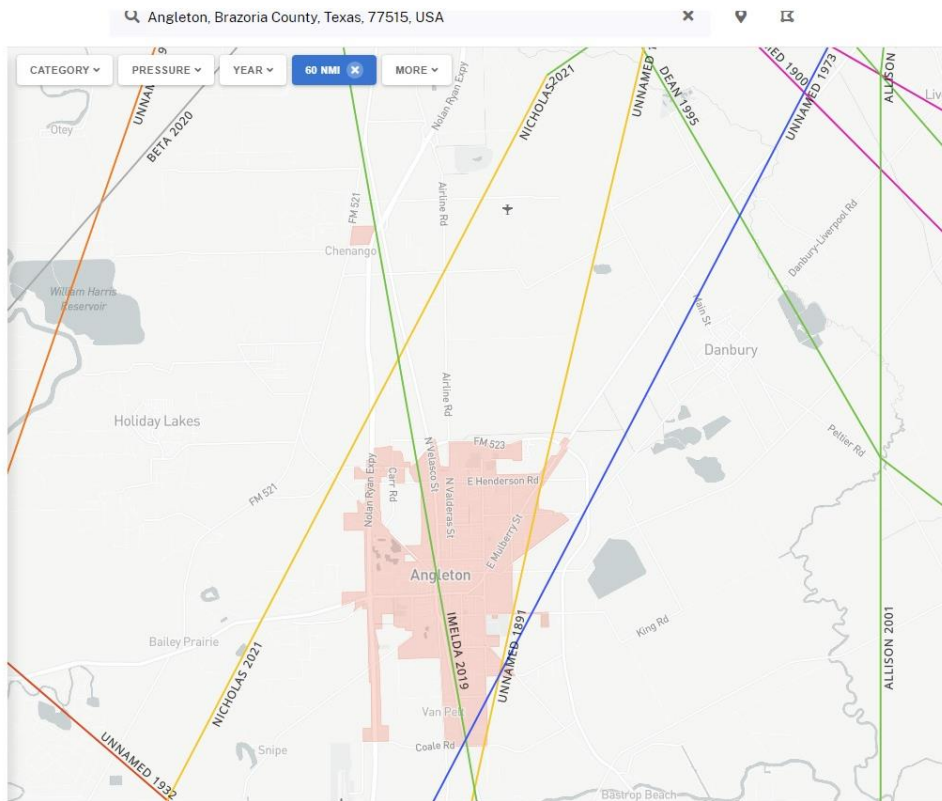 Angleton, Brazoria County, Texas, 77515, USA
CATEGORY
PRESSURE
YEAR
60 NMI
MORE
Otey
BETA 2020
Nolan Ryan Expy
NICHOLAS 2021
UNNAMED
DEAN 1995
UNNAMED 1973
ALLISON
FM 521
Airline Rd
Chenango
Danbury-Liverpool Rd
William Harris
Reservoir
Main St
Danbury
Airline Rd
Holiday Lakes
Peltier Rd
FM 523
N Velasco St
E Henderson Rd
Nolan Ryan Expy
Carr Rd
N Valderas St
FM 521
E Mulberry St
Angleton
IMELDA 2019
UNNAMED 1891
King Rd
ALLISON 2001
Bailey Prairie
NICHOLAS 2021
Van Pelt
Coale Rd
Snipe
UNNAMED 1932
Bastrop Beach